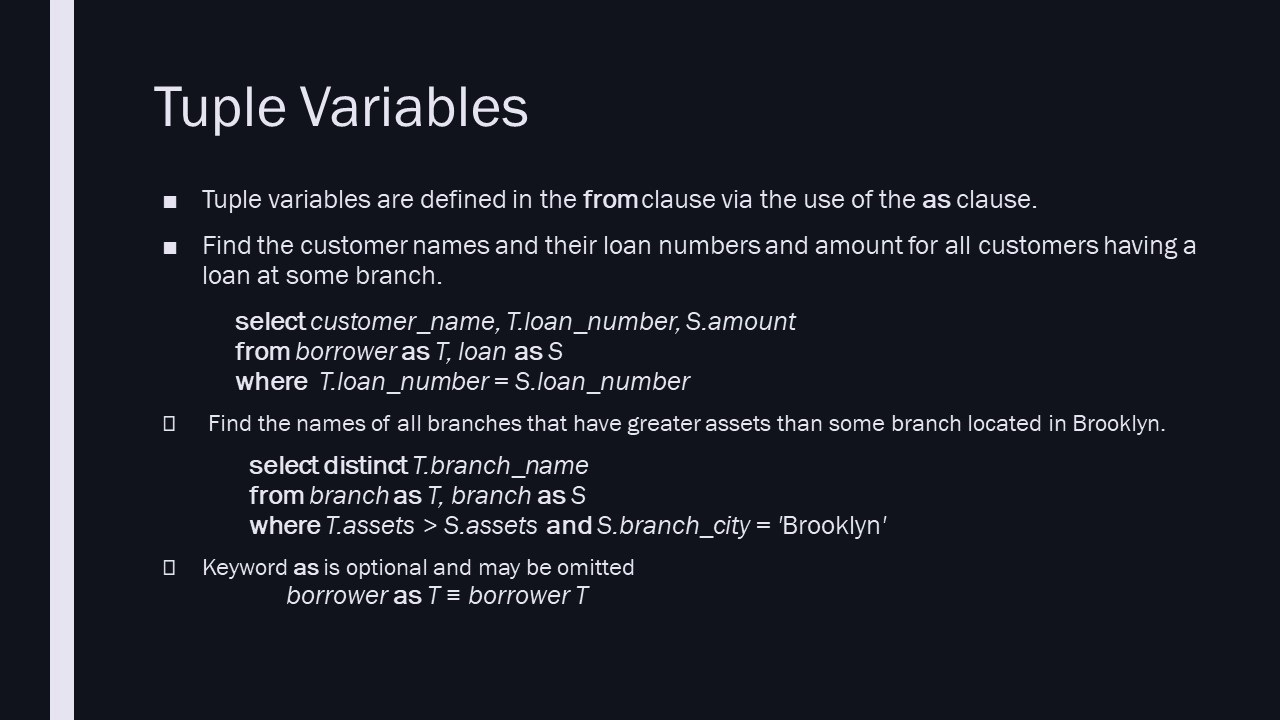 Tuple Variables
■ Tuple variables are defined in the from clause via the use of the as clause.
■ Find the customer names and their loan numbers and amount for all customers having a
loan at some branch.
select customer_name, T.loan_number, S.amount
from borrower as T, loan as S
where T.loan_number = S.loan_number
 Find the names of all branches that have greater assets than some branch located in Brooklyn.
select distinct T.branch_name
from branch as T, branch as S
where T.assets > S.assets and S.branch_city = 'Brooklyn'
 Keyword as is optional and may be omitted
borrower as T ≡ borrower T